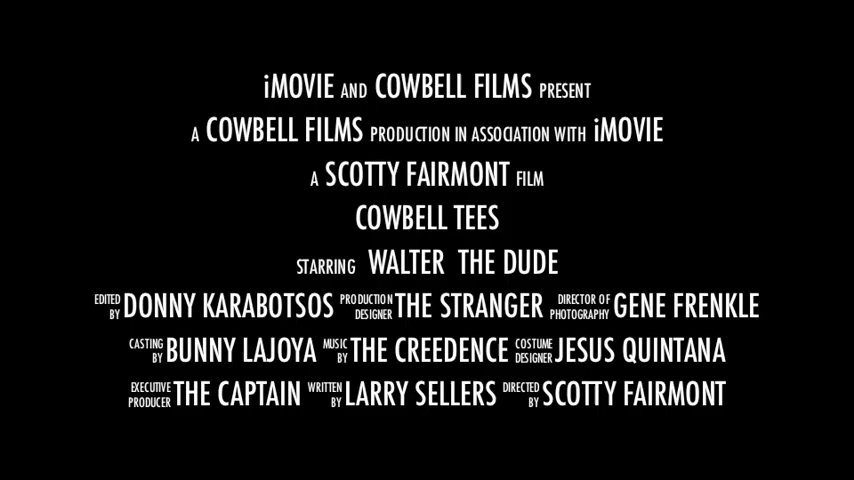 iMOVIE AND COWBELL FILMS PRESENT
A COWBELL FILMS PRODUCTION IN ASSOCIATION WITH iMOVIE
A SCOTTY FAIRMONT FILM
COWBELL TEES
STARRING WALTER THE DUDE
EDITED BY DONNY KARABOTSOS PRODUCTION DESIGNER THE STRANGER DIRECTOR OF PHOTOGRAPHY GENE FRENKLE
CASTING BY BUNNY LAJOYA MUSIC BY THE CREEDENCE COSTUME DESIGNER JESUS QUINTANA
EXECUTIVE PRODUCER THE CAPTAIN WRITTEN BY LARRY SELLERS DIRECTED BY SCOTTY FAIRMONT